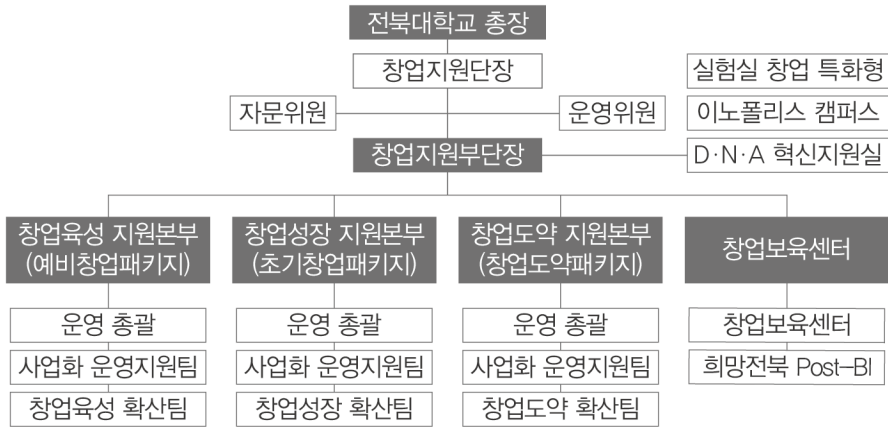 전북대학교 총장
창업지원단장
실험실 창업 특화형
자문위원
운영위원
이노폴리스 캠퍼스
창업지원부단장
D·N·A 혁신지원실
창업육성 지원본부
(예비창업패키지)
창업성장 지원본부
(초기창업패키지)
창업도약 지원본부
(창업도약패키지)
창업보육센터
운영 총괄
운영 총괄
운영 총괄
창업보육센터
사업화 운영지원팀
사업화 운영지원팀
사업화 운영지원팀
희망전북 Post-BI
창업육성 확산팀
창업성장 확산팀
창업도약 확산팀